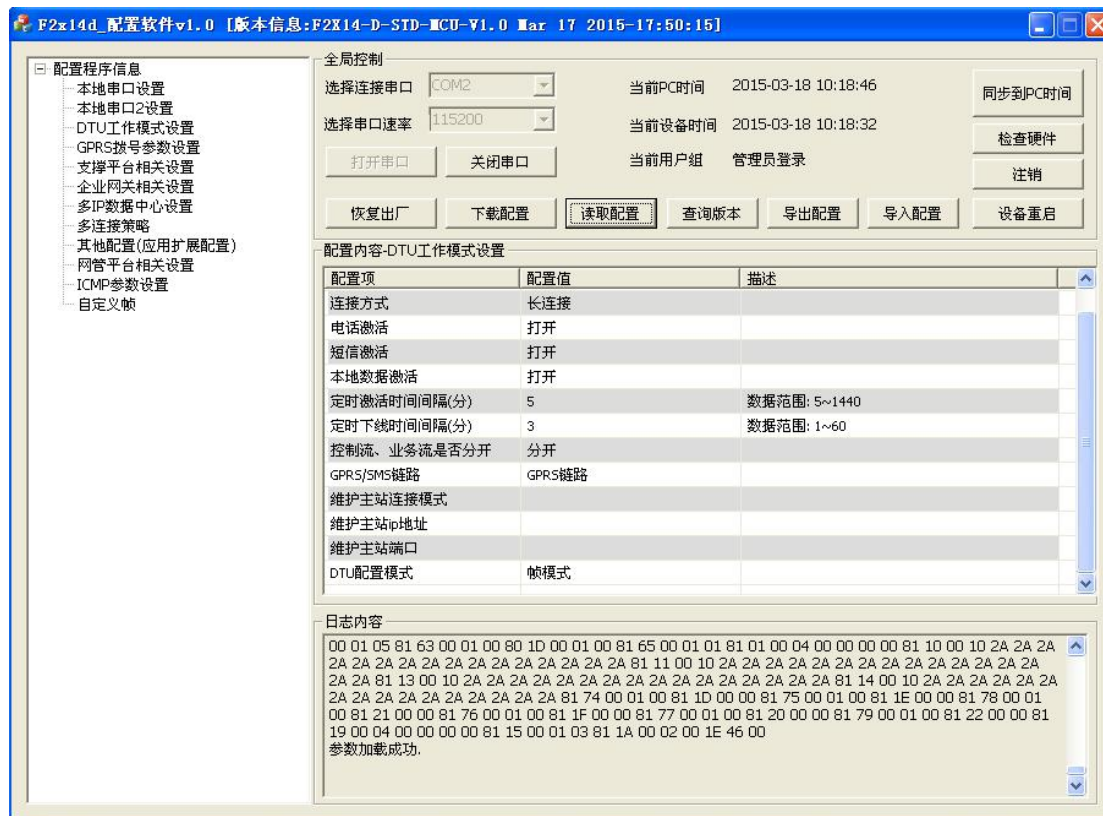 F2x14d_配置软件v1.0 [版本信息:F2X14-D-STD-MCU-V1.0 Mar 17 2015-17:50:15]
配置程序信息
本地串口设置
本地串口2设置
DTU工作模式设置
GPRS拨号参数设置
支撑平台相关设置
企业网关相关设置
多IP数据中心设置
多连接策略
其他配置(应用扩展配置)
网管平台相关设置
ICMP参数设置
自定义帧
全局控制
选择连接串口 COM2 当前PC时间 2015-03-18 10:18:46 同步到PC时间
选择串口速率 115200 当前设备时间 2015-03-18 10:18:32 检查硬件
打开串口 关闭串口 当前用户组 管理员登录 注销
恢复出厂 下载配置 读取配置 查询版本 导出配置 导入配置 设备重启
配置内容-DTU工作模式设置
配置项 配置值 描述
连接方式 长连接
电话激活 打开
短信激活 打开
本地数据激活 打开
定时激活时间间隔(分) 5 数据范围: 5~1440
定时下线时间间隔(分) 3 数据范围: 1~60
控制流、业务流是否分开 分开
GPRS/SMS链路 GPRS链路
维护主站连接模式
维护主站ip地址
维护主站端口
DTU配置模式 帧模式
日志内容
00 01 05 81 63 00 01 00 80 1D 00 01 00 81 65 00 01 01 81 01 00 04 00 00 00 00 81 10 00 10 2A 2A 2A
2A 2A 2A 2A 2A 2A 2A 2A 2A 2A 2A 2A 2A 81 11 00 10 2A 2A 2A 2A 2A 2A 2A 2A 2A 2A 2A 2A 2A 2A
2A 2A 81 13 00 10 2A 2A 2A 2A 2A 2A 2A 2A 2A 2A 2A 2A 2A 2A 2A 2A 81 14 00 10 2A 2A 2A 2A 2A
2A 2A 2A 2A 2A 2A 2A 2A 2A 2A 2A 81 74 00 01 00 81 1D 00 00 81 75 00 01 00 81 1E 00 00 81 78 00 01
00 81 21 00 00 81 76 00 01 00 81 1F 00 00 81 77 00 01 00 81 20 00 00 81 79 00 01 00 81 22 00 00 81
19 00 04 00 00 00 00 81 15 00 01 03 81 1A 00 02 00 1E 46 00
参数加载成功.